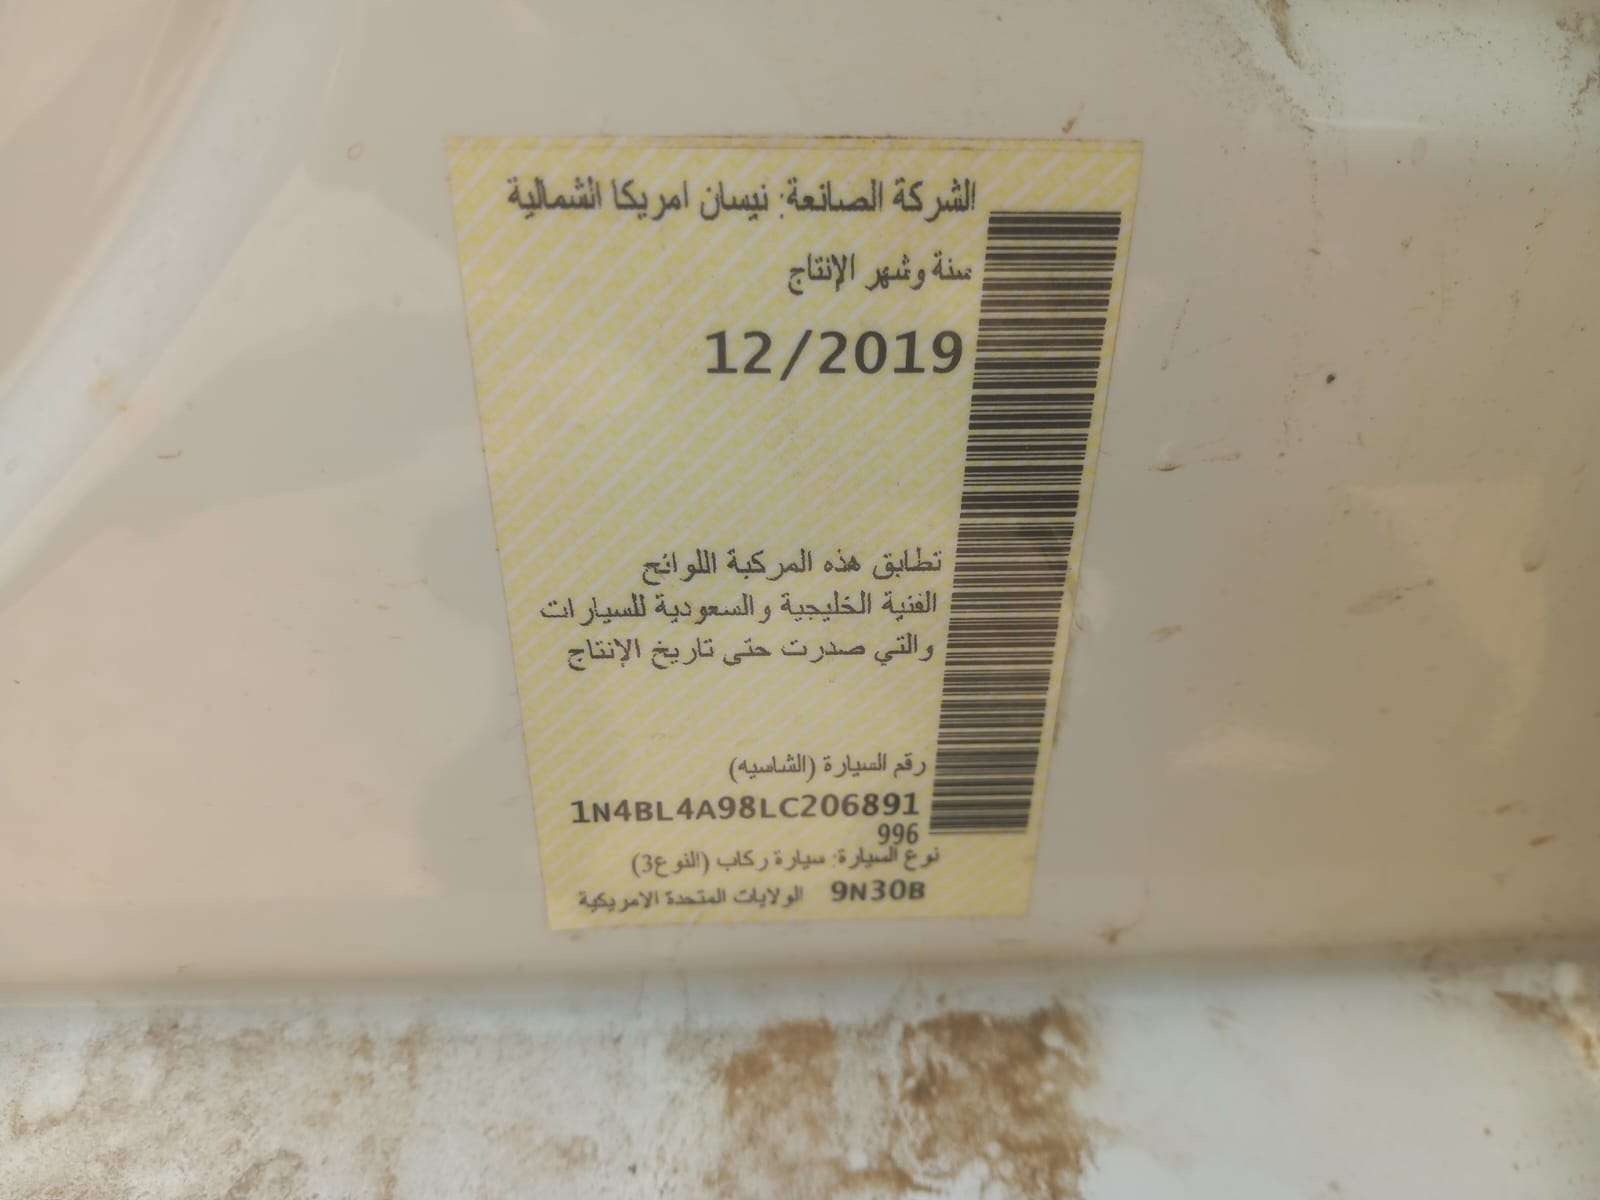 الشركة الصانعة: نيسان امريكا الشمالية
سنة وشهر الإنتاج
12/2019
تطابق هذه المركبة اللوائح
الفنية الخليجية والسعودية للسيارات
والتي صدرت حتى تاريخ الإنتاج
رقم السيارة (الشاسيه)
1N4BL4A98LC206891
996
نوع السيارة: سيارة ركاب (النوع3)
9N30B الولايات المتحدة الامريكية